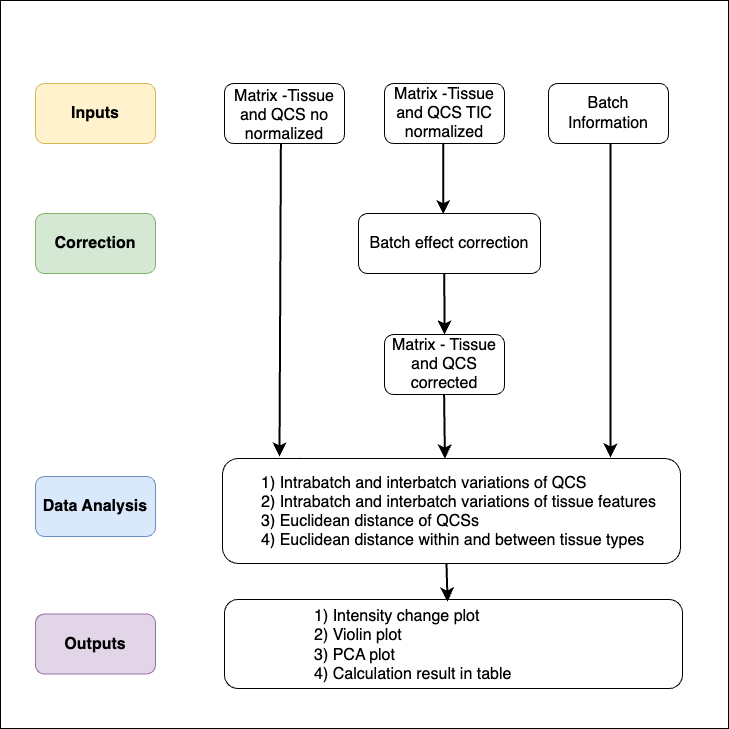 Inputs
Matrix -Tissue
and QCS no
normalized
Matrix -Tissue
and QCS TIC
normalized
Batch
Information
Correction
Batch effect correction
Matrix - Tissue
and QCS
corrected
Data Analysis
1) Intrabatch and interbatch variations of QCS
2) Intrabatch and interbatch variations of tissue features
3) Euclidean distance of QCSs
4) Euclidean distance within and between tissue types
Outputs
1) Intensity change plot
2) Violin plot
3) PCA plot
4) Calculation result in table